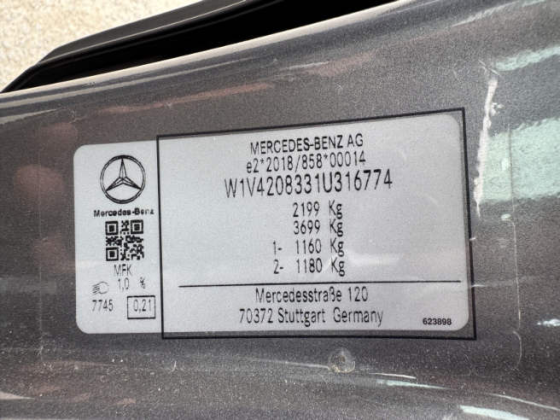 MERCEDES-BENZ AG
e2*2018/858*00014
W1V4208331U316774
2199 Kg
3699 Kg
1- 1160 Kg
2- 1180 Kg
Mercedesstraße 120
70372 Stuttgart Germany
623898
Mercedes-Benz
MFK
1,0 %
7745 0,21